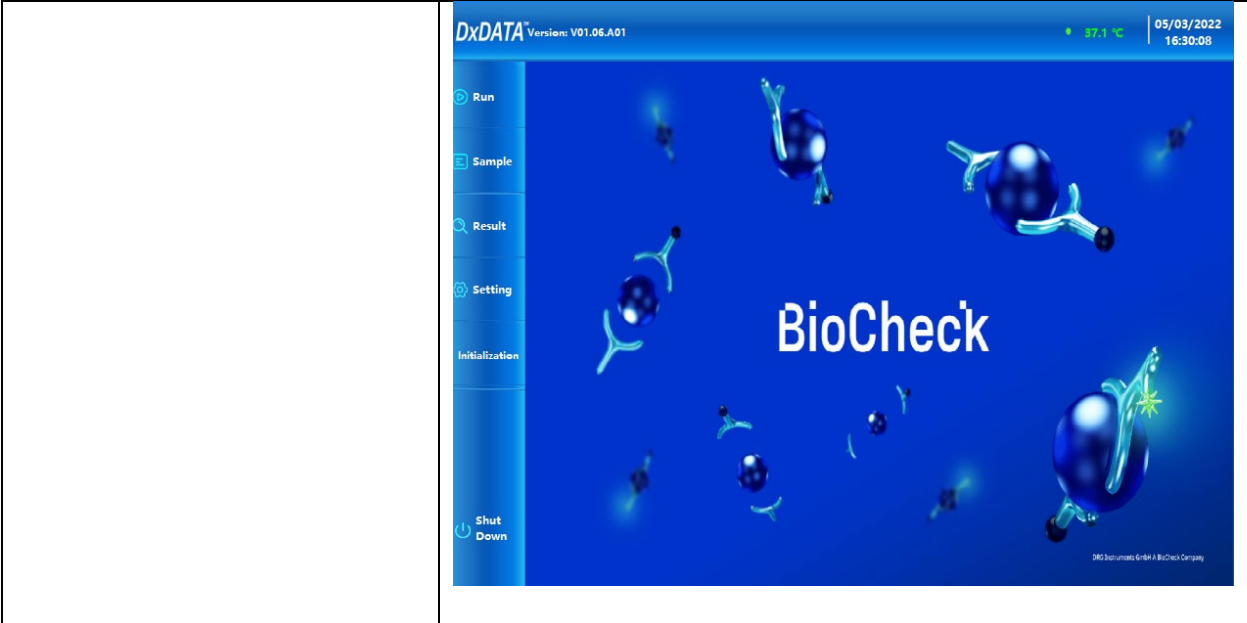 DxDATA™ Version: V01.06.A01
37.1 ℃
05/03/2022
16:30:08
Run
Sample
Result
Setting
Initialization
Shut
Down
BioCheck
DRG Instruments GmbH A BioCheck Company